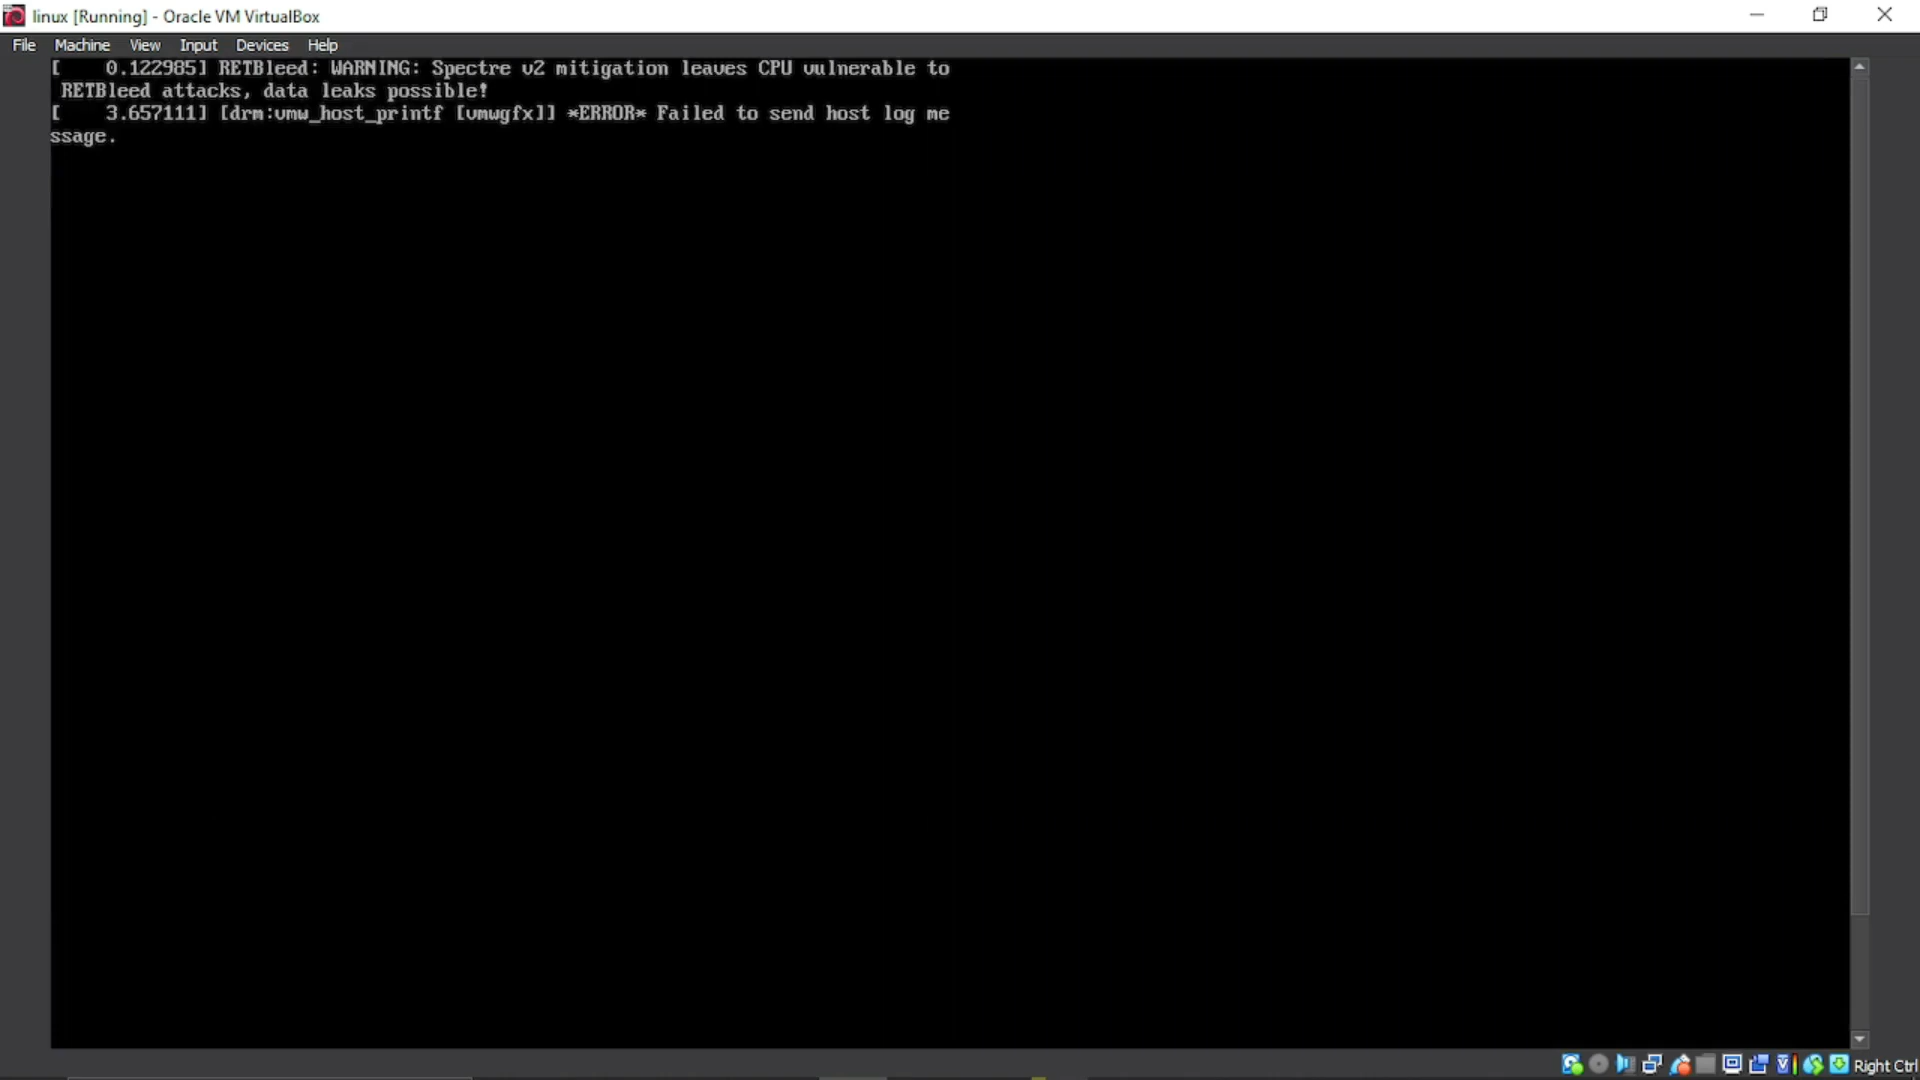 linux [Running] - Oracle VM VirtualBox
File Machine View Input Devices Help
[    0.122985] RETBleed: WARNING: Spectre v2 mitigation leaves CPU vulnerable to
 RETBleed attacks, data leaks possible!
[    3.657111] [drm:vmw_host_printf [vmwgfx]] *ERROR* Failed to send host log me
ssage.
Right Ctrl